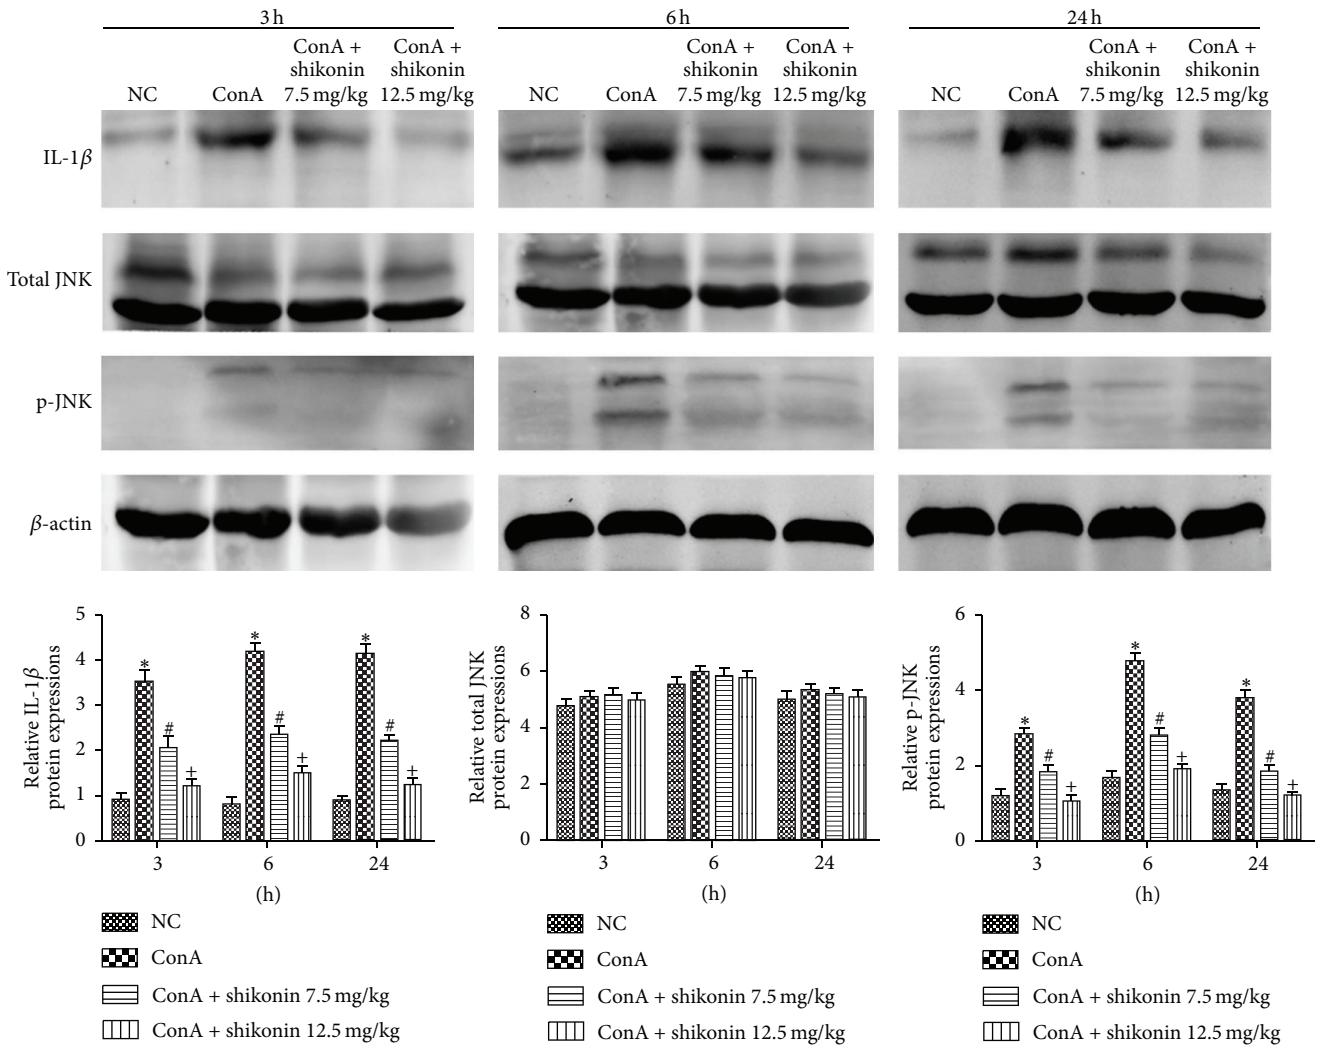 3 h
6 h
24 h
NC
ConA
ConA +
shikonin
7.5 mg/kg
ConA +
shikonin
12.5 mg/kg
NC
ConA
ConA +
shikonin
7.5 mg/kg
ConA +
shikonin
12.5 mg/kg
NC
ConA
ConA +
shikonin
7.5 mg/kg
ConA +
shikonin
12.5 mg/kg
IL-1β
Total JNK
p-JNK
β-actin
Relative IL-1β
protein expressions
5
4
3
2
1
0
*
#
+
*
#
+
*
#
+
3
6
24
(h)
NC
ConA
ConA + shikonin 7.5 mg/kg
ConA + shikonin 12.5 mg/kg
Relative total JNK
protein expressions
8
6
4
2
0
3
6
24
(h)
NC
ConA
ConA + shikonin 7.5 mg/kg
ConA + shikonin 12.5 mg/kg
Relative p-JNK
protein expressions
6
4
2
0
*
#
+
*
#
+
*
#
+
3
6
24
(h)
NC
ConA
ConA + shikonin 7.5 mg/kg
ConA + shikonin 12.5 mg/kg